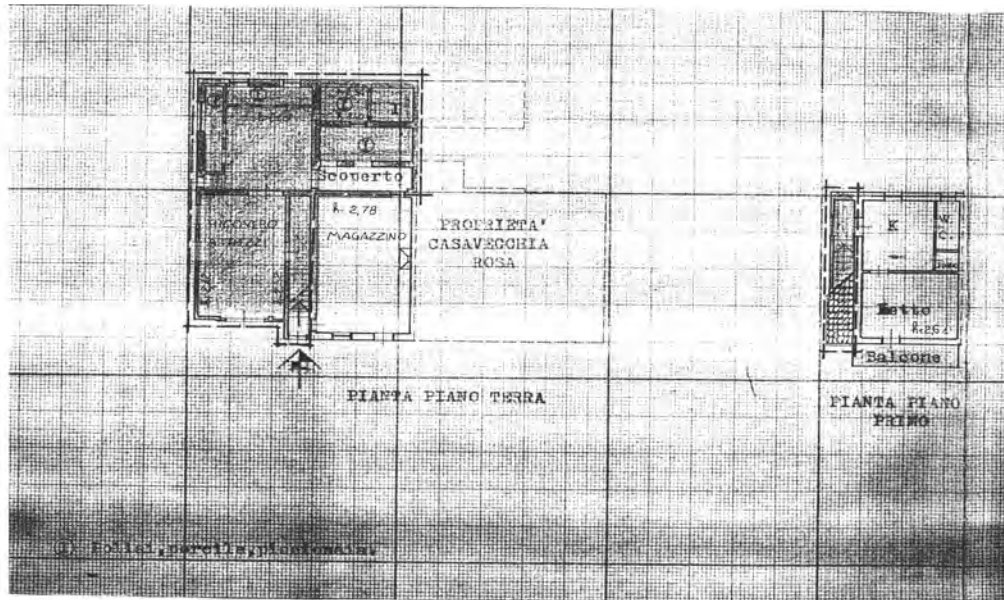 Scoperto
h= 2,78
MAGAZZINO
RICOVERO
ATTREZZI
PROPRIETA'
CASAVECCHIA
ROSA
PIANTA PIANO TERRA
K
W.
C.
Letto
h=2,64
Balcone
PIANTA PIANO
PRIMO
① Pollai,porcile,piccionaia.